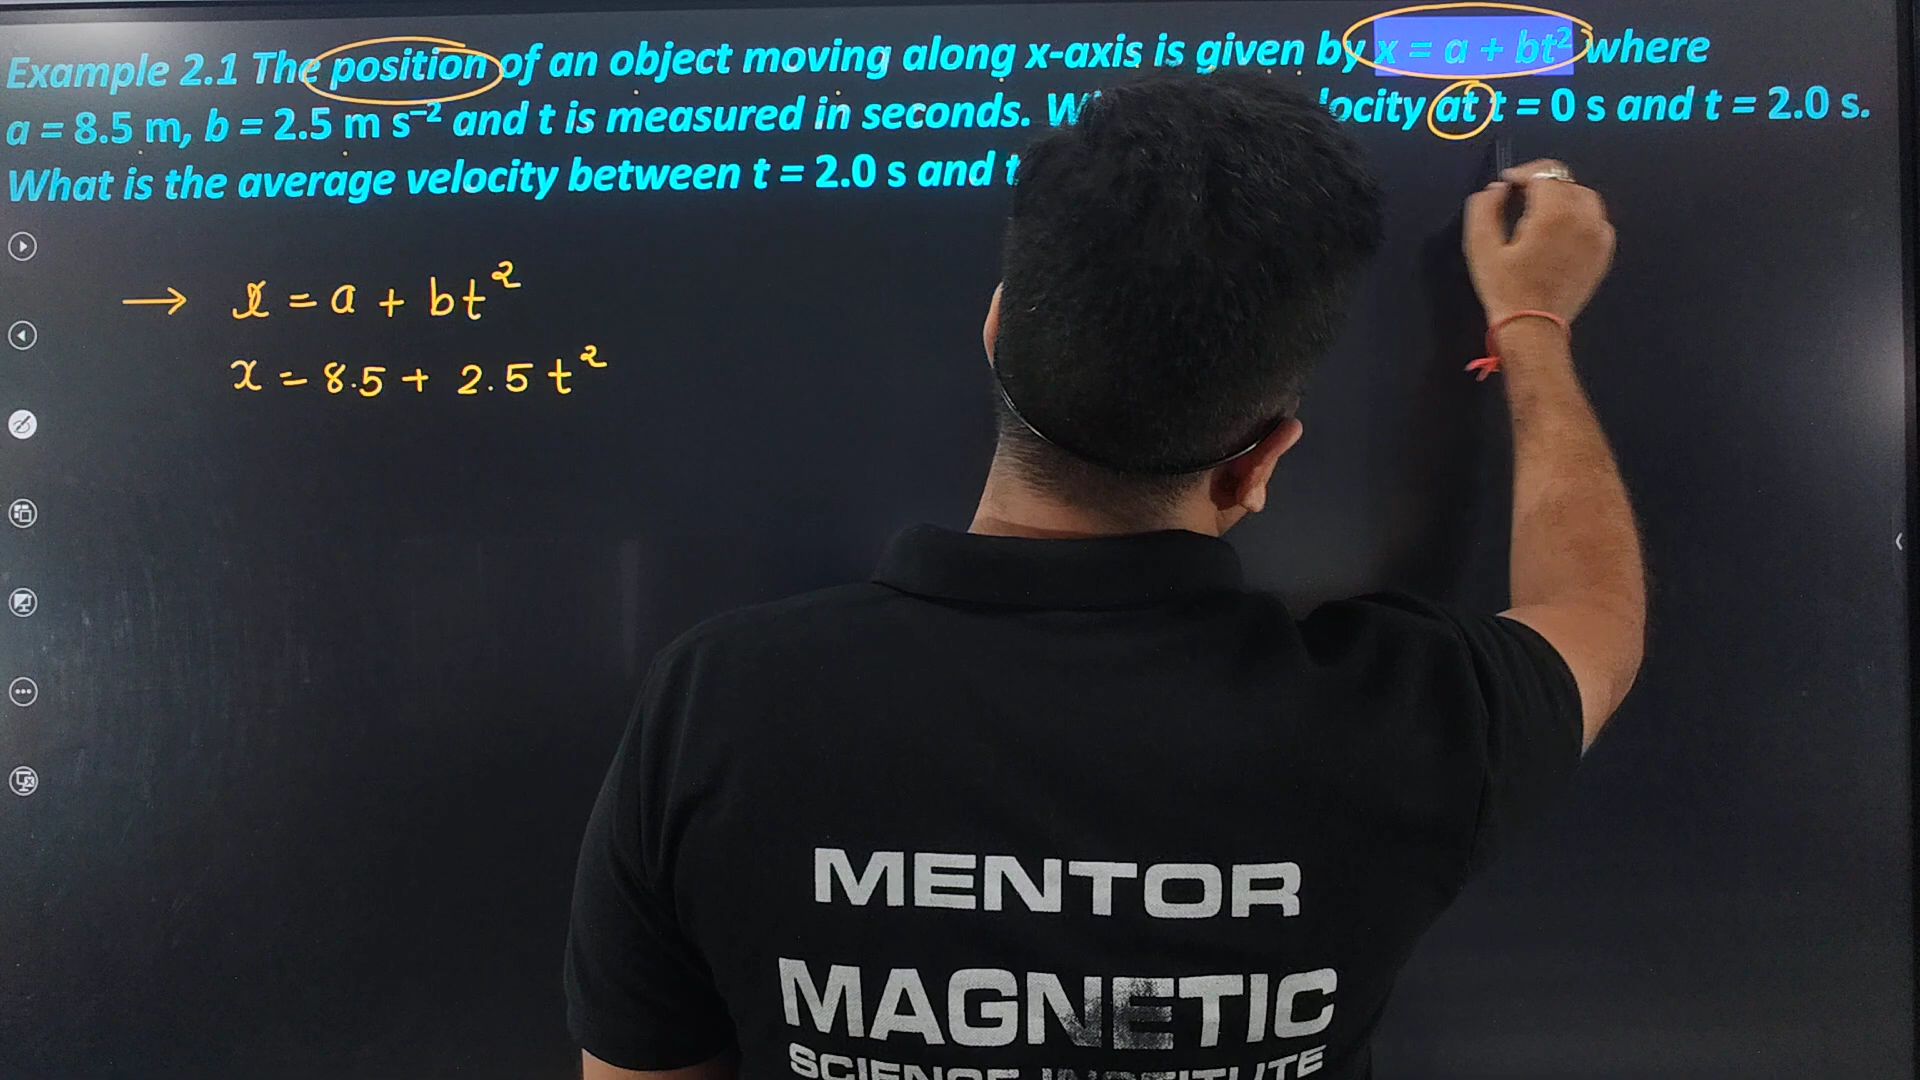 Example 2.1 The position of an object moving along x-axis is given by x = a + bt² where
a = 8.5 m, b = 2.5 m s⁻² and t is measured in seconds. locity at t = 0 s and t = 2.0 s.
What is the average velocity between t = 2.0 s and t
→ x = a + bt²
x = 8.5 + 2.5 t²
MENTOR
MAGNETIC
SCIENCE INSTITUTE